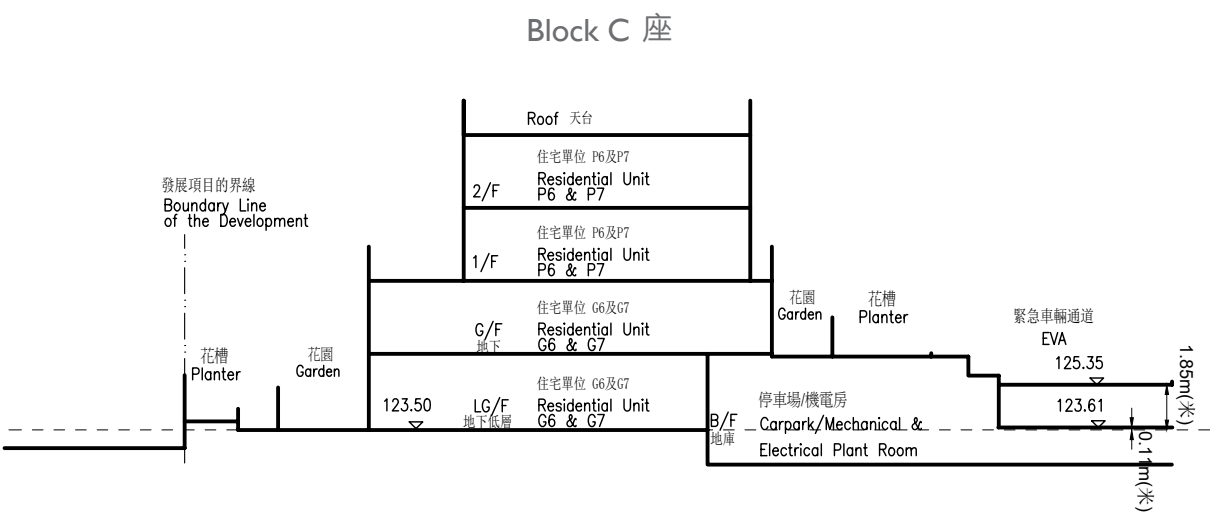 Block C 座
Roof 天台
住宅單位 P6及P7
2/F Residential Unit
P6 & P7
發展項目的界線
Boundary Line
of the Development
住宅單位 P6及P7
1/F Residential Unit
P6 & P7
住宅單位 G6及G7
G/F Residential Unit
地下 G6 & G7
花園
Garden
花槽
Planter
緊急車輛通道
EVA
125.35
1.85m(米)
花槽
Planter
花園
Garden
123.50
住宅單位 G6及G7
LG/F Residential Unit
地下低層 G6 & G7
B/F
地庫
停車場/機電房
Carpark/Mechanical &
Electrical Plant Room
123.61
0.11m(米)